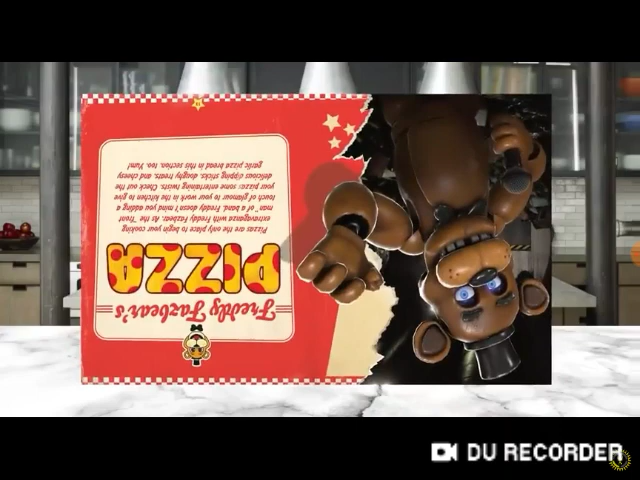 Freddy Fazbear's
PIZZA
Pizzas are the only place to begin your cooking
extravaganza with Freddy Fazbear. As the "front
man" of the band, Freddy doesn't mind you adding a
touch of glamour to your work in the kitchen to give
your pizzas some entertaining twists. Check out the
delicious dipping sticks, doughy treats, and cheesy
garlic pizza bread in this section, too. Yum!
DU RECORDER